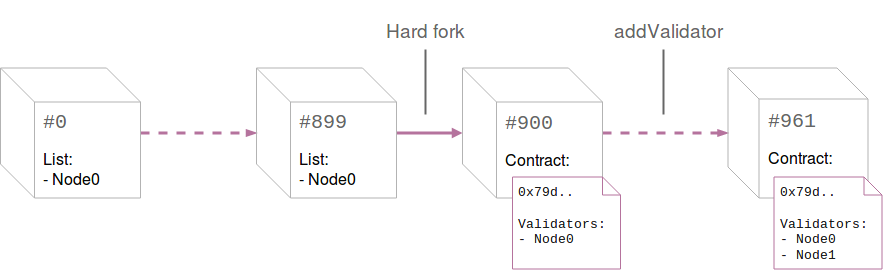 Hard fork
addValidator
#0
List:
- Node0
#899
List:
- Node0
#900
Contract:
0x79d..
Validators:
- Node0
#961
Contract:
0x79d..
Validators:
- Node0
- Node1